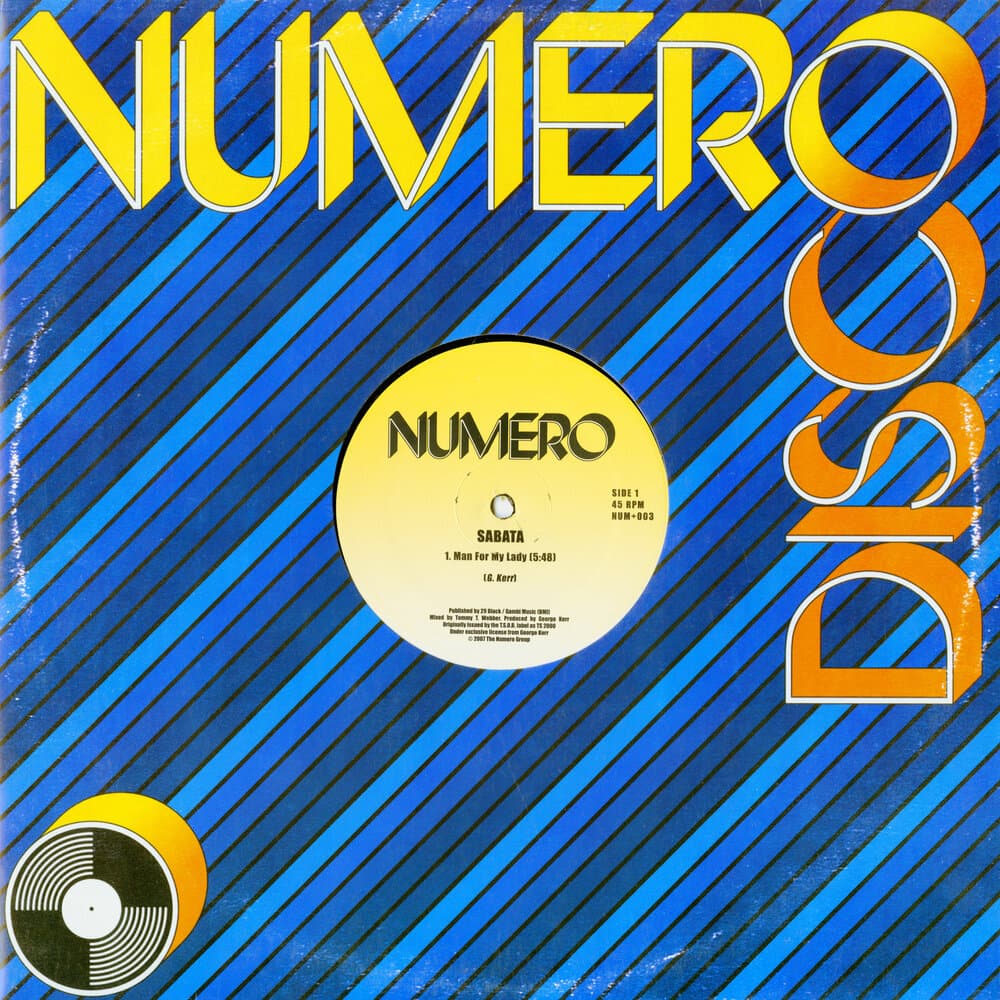 NUMERO
DISCO
NUMERO
SIDE 1
45 RPM
NUM+003
SABATA
1. Man For My Lady (5:48)
(G. Kerr)
Published by 29 Black / Gambi Music (BMI)
Mixed by Tommy T. Webber. Produced by George Kerr
Originally issued by the T.S.O.B. label as TS 2000
Under exclusive license from George Kerr
© 2007 The Numero Group